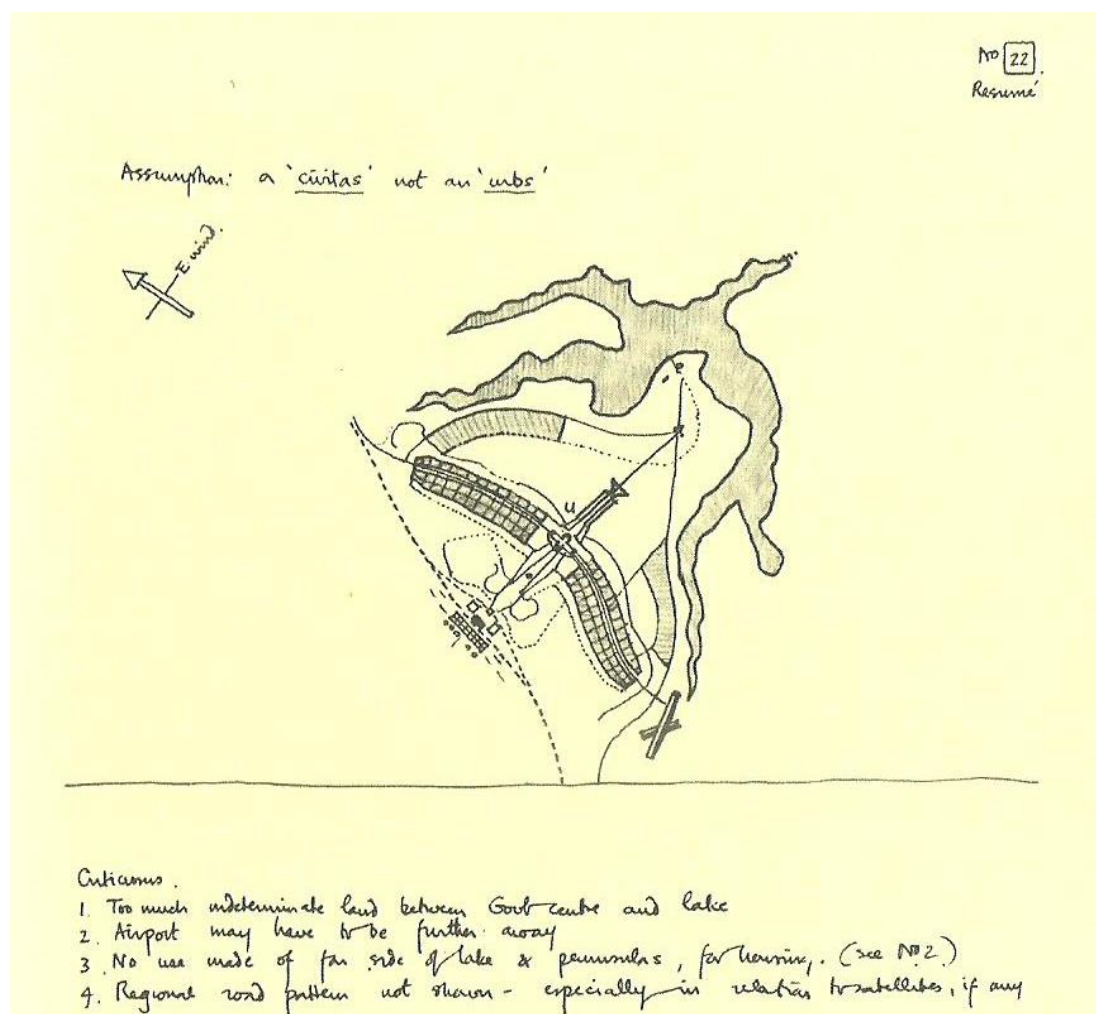 No 22.
Resumé
Assumption: a 'civitas' not an 'urbs'
E. wind.
u
Criticisms.
1. Too much indeterminate land between Govt centre and lake
2. Airport may have to be further away
3. No use made of far side of lake & peninsulas, for housing. (see No 2.)
4. Regional road pattern not shown - especially in relation to satellites, if any